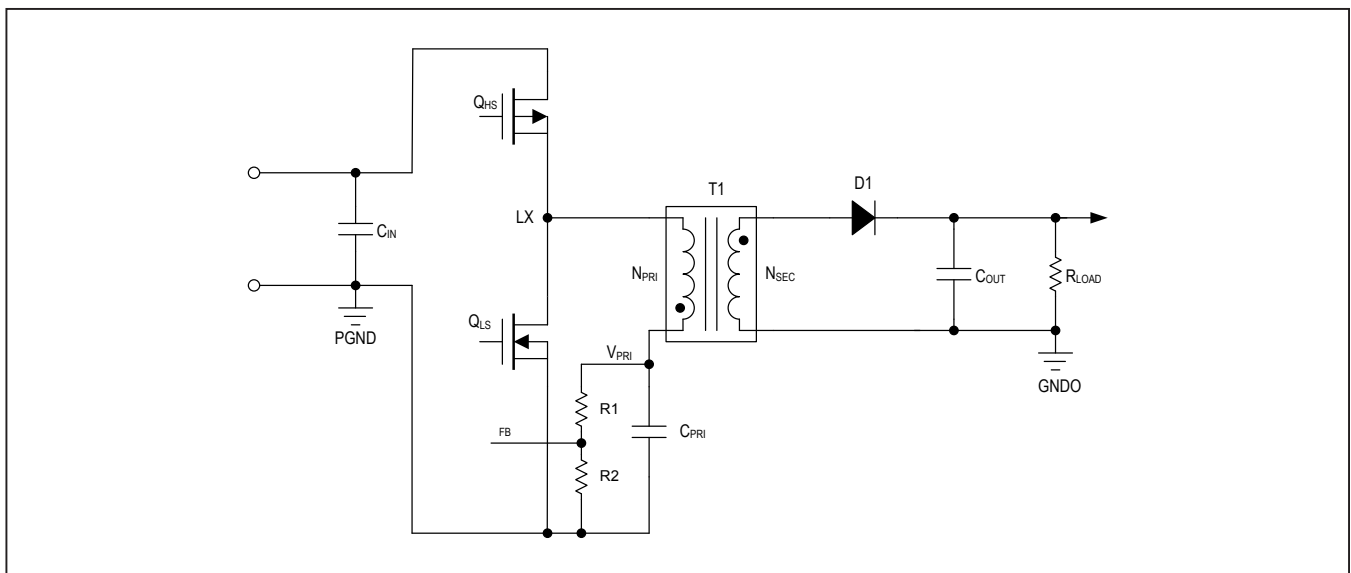 QHS
T1
D1
LX
CIN
NPRI
NSEC
COUT
RLOAD
PGND
QLS
VPRI
GNDO
R1
CPRI
FB
R2